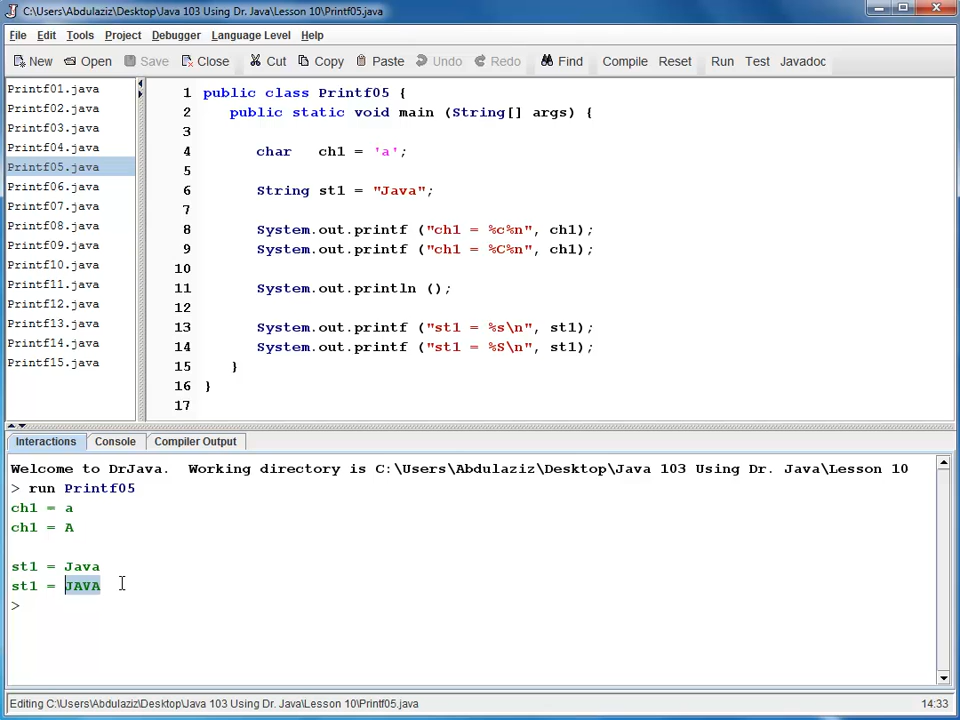 C:\Users\Abdulaziz\Desktop\Java 103 Using Dr. Java\Lesson 10\Printf05.java
File Edit Tools Project Debugger Language Level Help
New Open Save Close Cut Copy Paste Undo Redo Find Compile Reset Run Test Javadoc
Printf01.java
Printf02.java
Printf03.java
Printf04.java
Printf05.java
Printf06.java
Printf07.java
Printf08.java
Printf09.java
Printf10.java
Printf11.java
Printf12.java
Printf13.java
Printf14.java
Printf15.java
1 public class Printf05 {
2 public static void main (String[] args) {
3
4 char ch1 = 'a';
5
6 String st1 = "Java";
7
8 System.out.printf ("ch1 = %c%n", ch1);
9 System.out.printf ("ch1 = %C%n", ch1);
10
11 System.out.println ();
12
13 System.out.printf ("st1 = %s\n", st1);
14 System.out.printf ("st1 = %S\n", st1);
15 }
16 }
17
Interactions Console Compiler Output
Welcome to DrJava. Working directory is C:\Users\Abdulaziz\Desktop\Java 103 Using Dr. Java\Lesson 10
> run Printf05
ch1 = a
ch1 = A
st1 = Java
st1 = JAVA
>
Editing C:\Users\Abdulaziz\Desktop\Java 103 Using Dr. Java\Lesson 10\Printf05.java 14:33